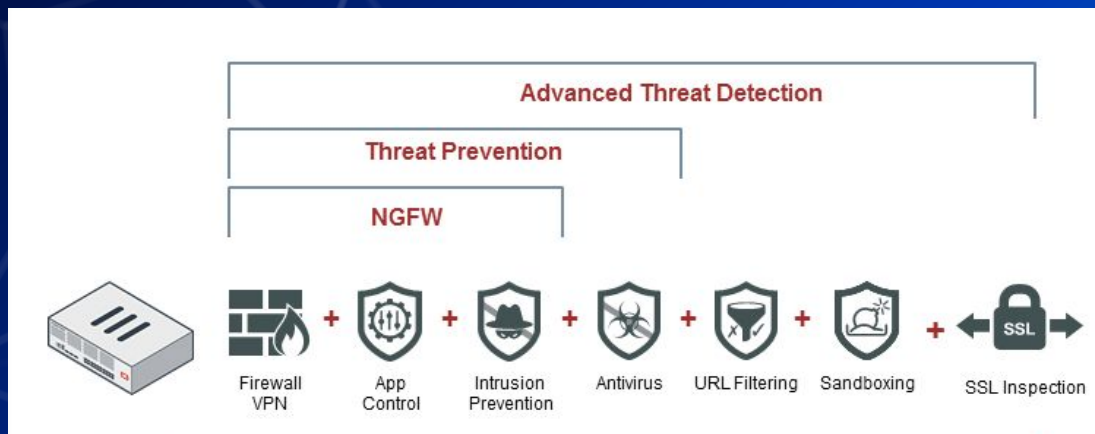 Advanced Threat Detection
Threat Prevention
NGFW
SSL
Firewall
VPN
App
Control
Intrusion
Prevention
Antivirus
URL Filtering
Sandboxing
SSL Inspection